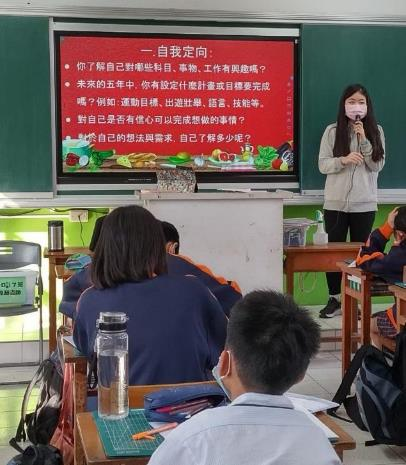 一.自我定向:
• 你了解自己對哪些科目、事物、工作有興趣嗎？
• 未來的五年中, 你有設定什麼計畫或目標要完成
嗎？例如: 運動目標、出遊壯舉、語言、技能等。
• 對自己是否有信心可以完成想做的事情？
• 對於自己的想法與需求, 自己了解多少呢？